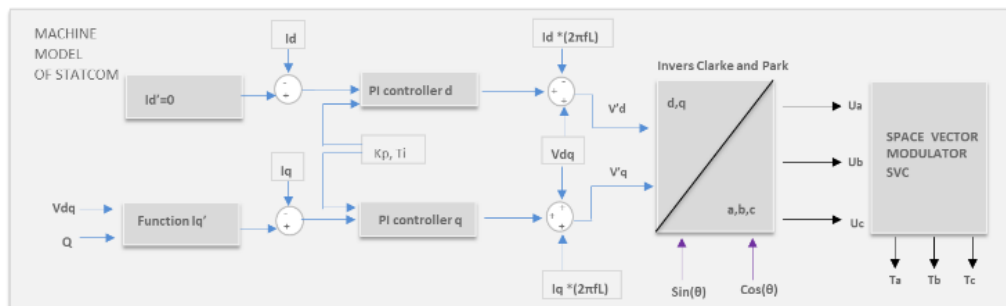 MACHINE
MODEL
OF STATCOM
Id
Id *(2πfL)
Invers Clarke and Park
Id'=0
-
-
PI controller d
-
+
+
d,q
V'd
Ua
SPACE VECTOR
MODULATOR
SVC
Kp, Ti
Vdq
Iq
V'q
Ub
Vdq
Q
Function Iq'
-
-
PI controller q
+
+
+
a,b,c
Uc
Iq *(2πfL)
Sin(θ)
Cos(θ)
Ta
Tb
Tc